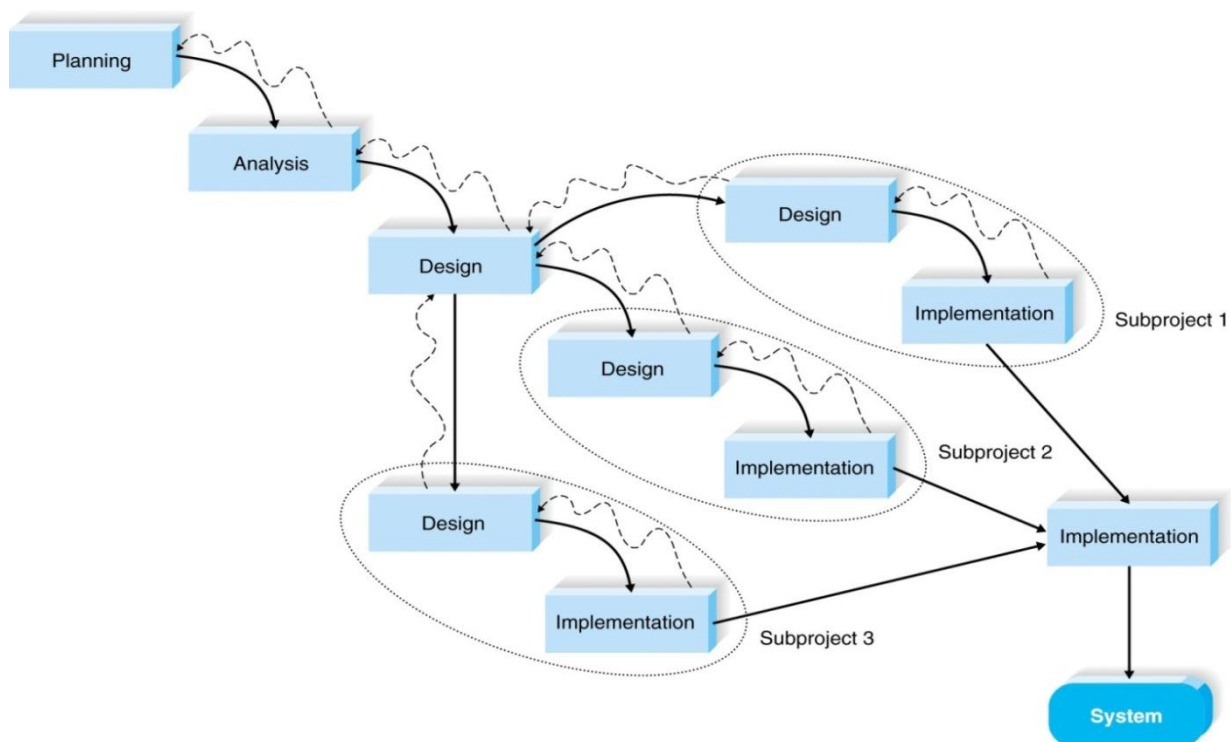 Planning
Analysis
Design
Design
Implementation
Subproject 1
Design
Implementation
Subproject 2
Design
Implementation
Subproject 3
Implementation
System